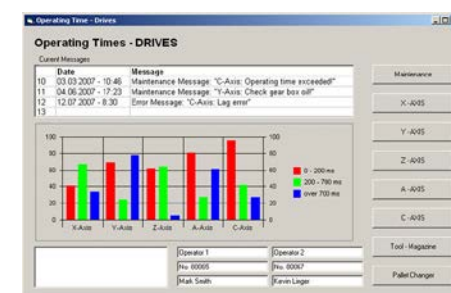 Operating Time - Drives
Operating Times - DRIVES
Current Messages
Date Message
10 03.03.2007 - 10:46 Maintenance Message: "C-Axis: Operating time exceeded!"
11 04.06.2007 - 17:23 Maintenance Message: "Y-Axis: Check gear box oil!"
12 12.07.2007 - 8:30 Error Message: "C-Axis: Lag error"
13
Maintenance
X -AXIS
Y -AXIS
Z -AXIS
A -AXIS
C -AXIS
Tool - Magazine
Pallet Changer
100 100
80 80
60 60
40 40
20 20
0 0
X-Axis Y-Axis Z-Axis A-Axis C-Axis
0 - 200 ms
200 - 700 ms
over 700 ms
Operator 1 Operator 2
No.
Mark Smith Kevin Linger